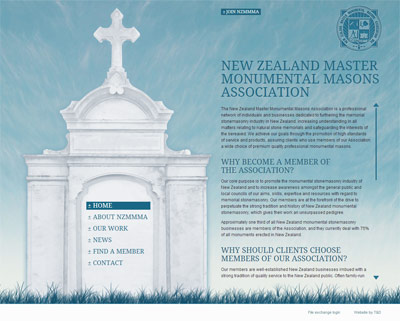 ± JOIN NZMMMA
NEW ZEALAND MASTER
MONUMENTAL MASONS
ASSOCIATION
The New Zealand Master Monumental Masons Association is a professional
network of individuals and businesses dedicated to furthering the memorial
stonemasonry industry in New Zealand, increasing understanding in all
matters relating to natural stone memorials and safeguarding the interests of
the bereaved. We achieve our goals through the promotion of high standards
of service and products, assuring clients who use members of our Association
a wide choice of premium quality professional monumental masons.
WHY BECOME A MEMBER OF
THE ASSOCIATION?
Our core purpose is to promote the monumental stonemasonry industry of
New Zealand and to increase awareness amongst the general public and
local councils of our aims, skills, expertise and resources with regard to
memorial stonemasonry. Our members are at the forefront of the drive to
perpetuate the strong tradition and history of New Zealand monumental
stonemasonry, which gives their work an unsurpassed pedigree.
Approximately one third of all New Zealand monumental stonemasonry
businesses are members of the Association, and they currently deal with 75%
of all monuments erected in New Zealand.
WHY SHOULD CLIENTS CHOOSE
MEMBERS OF OUR ASSOCIATION?
Our members are well-established New Zealand businesses imbued with a
strong tradition of quality service to the New Zealand public. Often family-run
± HOME
± ABOUT NZMMMA
± OUR WORK
± NEWS
± FIND A MEMBER
± CONTACT
File exchange login
Website by